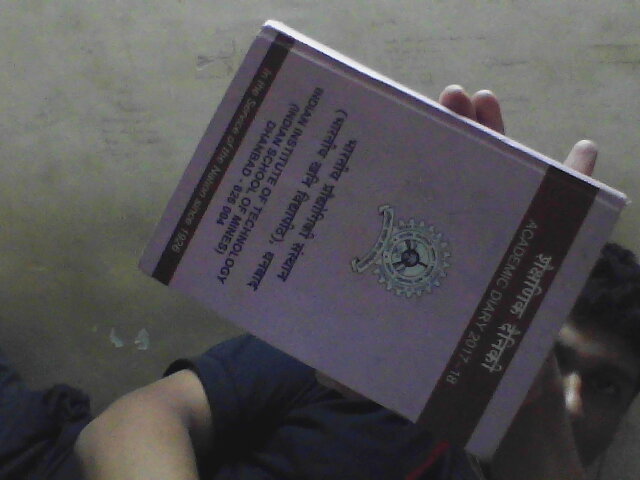 शैक्षणिक दैनिकी
ACADEMIC DIARY 2017-18
भारतीय प्रौद्योगिकी संस्थान
(भारतीय खनि विद्यापीठ), धनबाद
INDIAN INSTITUTE OF TECHNOLOGY
(INDIAN SCHOOL OF MINES)
DHANBAD - 826 004
In the Service of the Nation since 1926